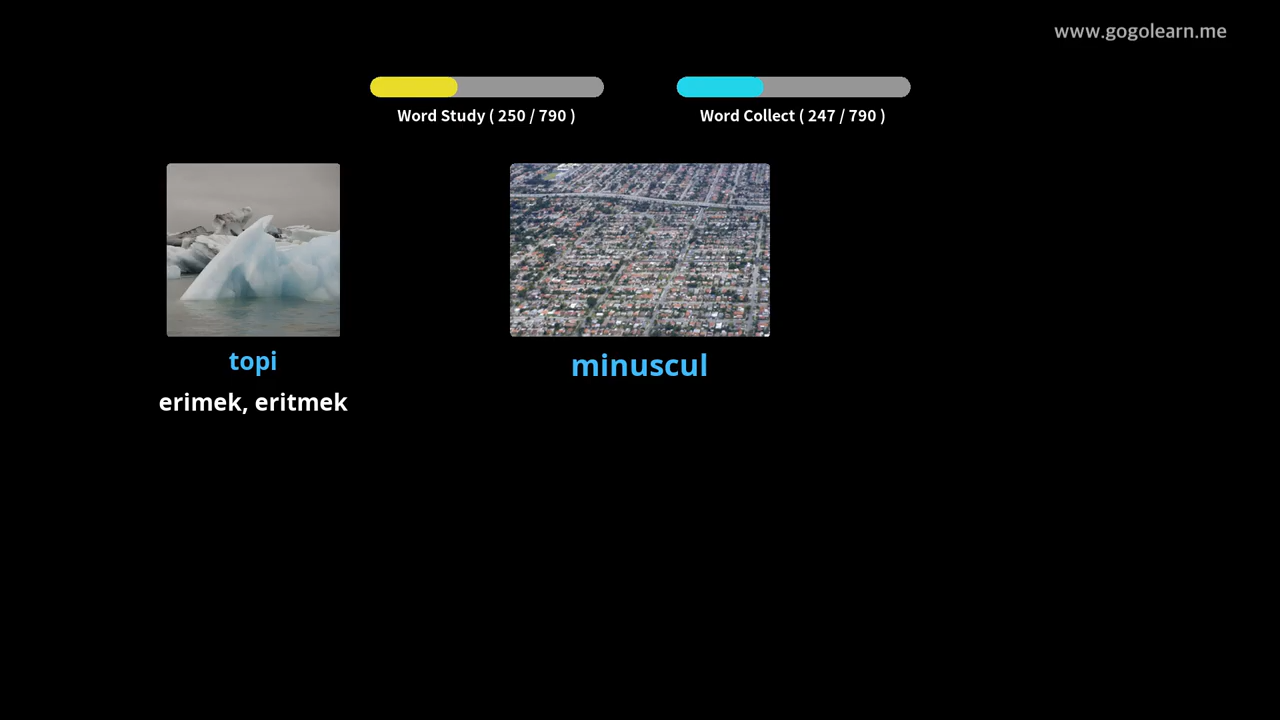 www.gogolearn.me
Word Study ( 250 / 790 )
Word Collect ( 247 / 790 )
topi
erimek, eritmek
minuscul